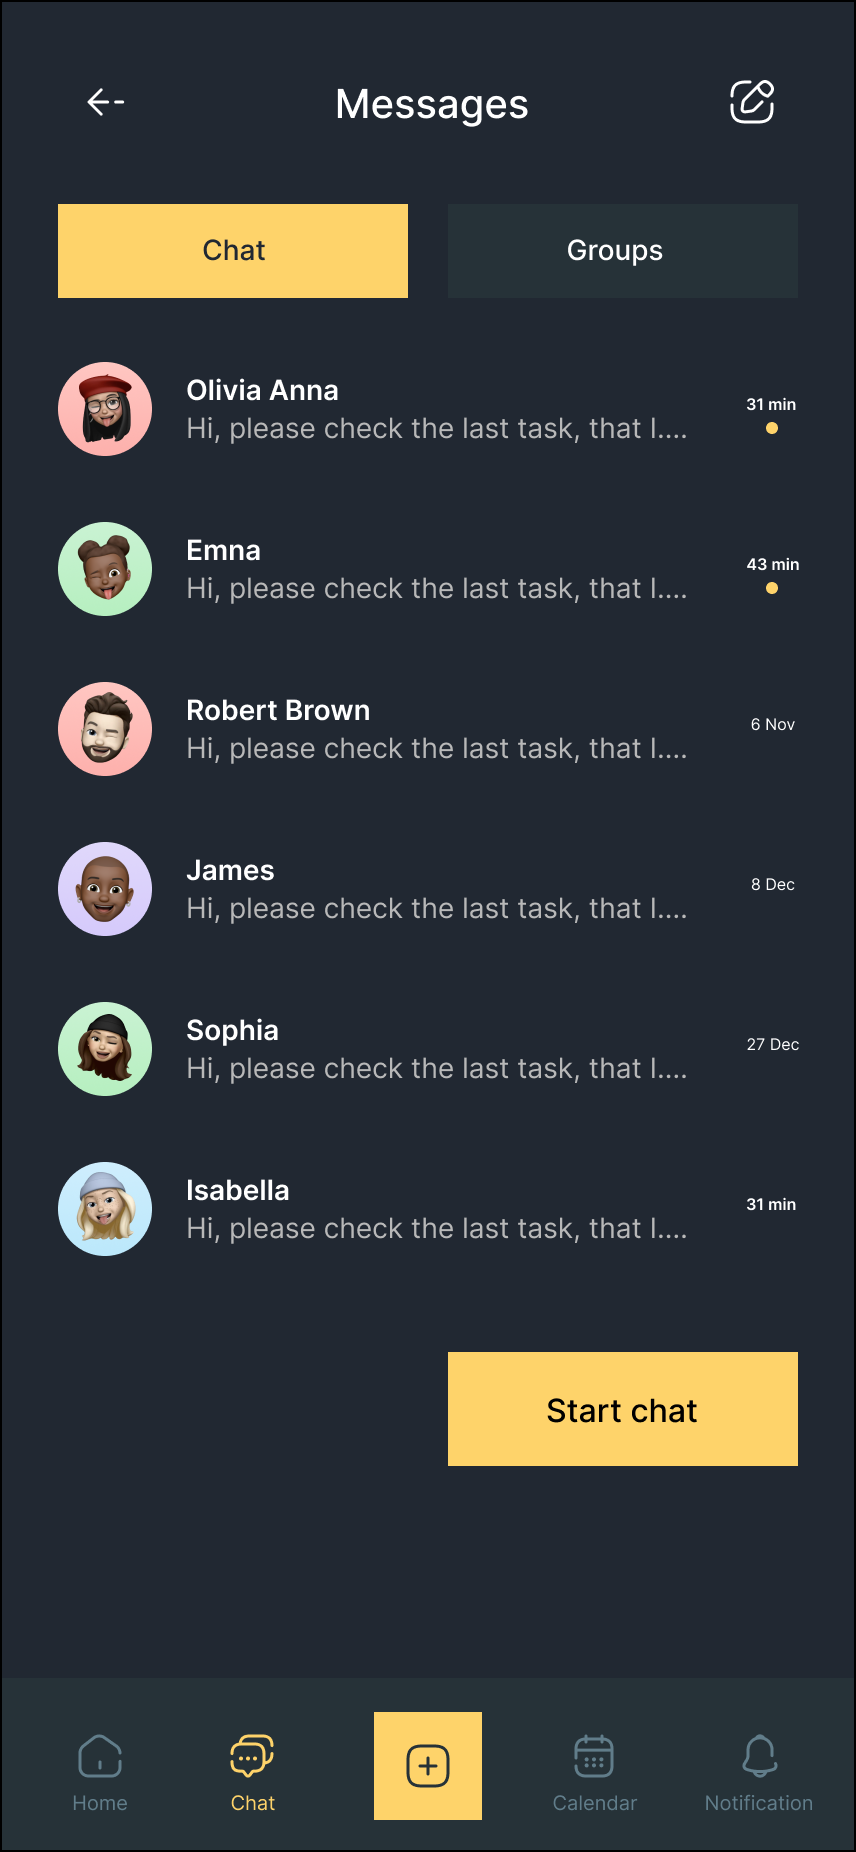 Messages
Chat
Groups
Olivia Anna
Hi, please check the last task, that I....
31 min
Emna
Hi, please check the last task, that I....
43 min
Robert Brown
Hi, please check the last task, that I....
6 Nov
James
Hi, please check the last task, that I....
8 Dec
Sophia
Hi, please check the last task, that I....
27 Dec
Isabella
Hi, please check the last task, that I....
31 min
Start chat
Home
Chat
Calendar
Notification